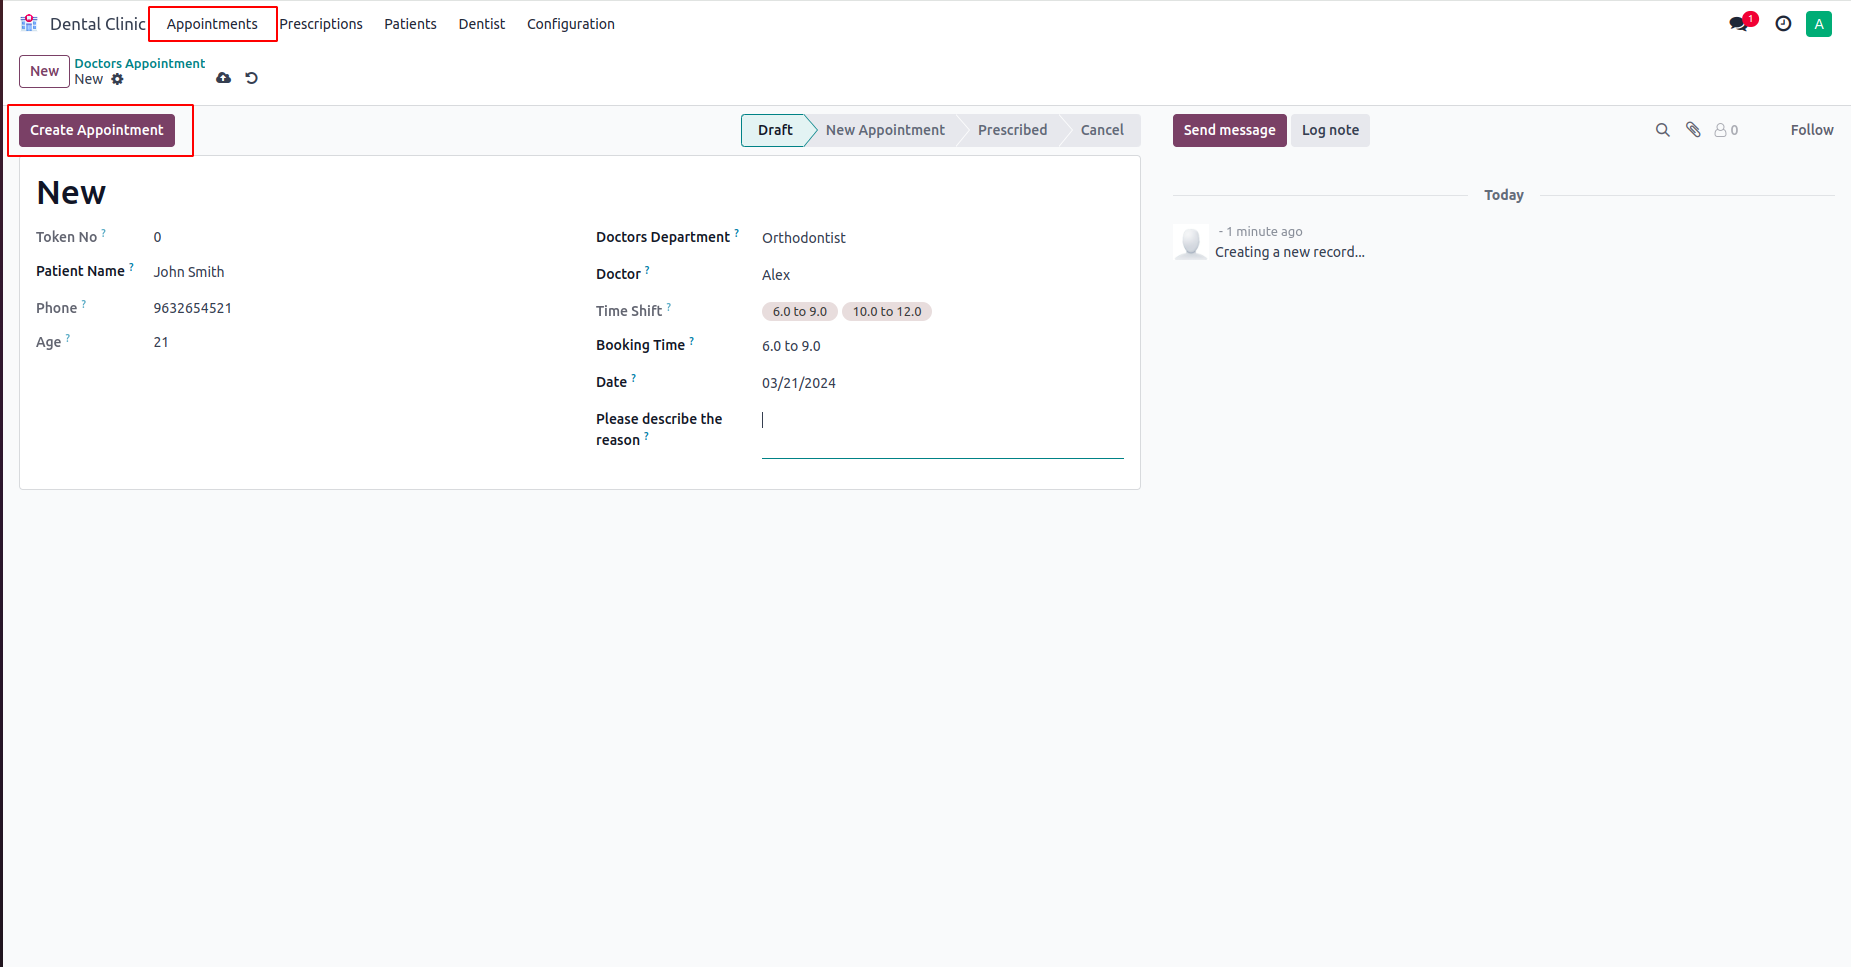 Dental Clinic Appointments Prescriptions Patients Dentist Configuration 1 A
New Doctors Appointment
New
Create Appointment Draft New Appointment Prescribed Cancel Send message Log note 0 Follow
New
Today
Token No ? 0
Patient Name ? John Smith
Phone ? 9632654521
Age ? 21
Doctors Department ? Orthodontist
Doctor ? Alex
Time Shift ? 6.0 to 9.0 10.0 to 12.0
Booking Time ? 6.0 to 9.0
Date ? 03/21/2024
Please describe the
reason ?
- 1 minute ago
Creating a new record...